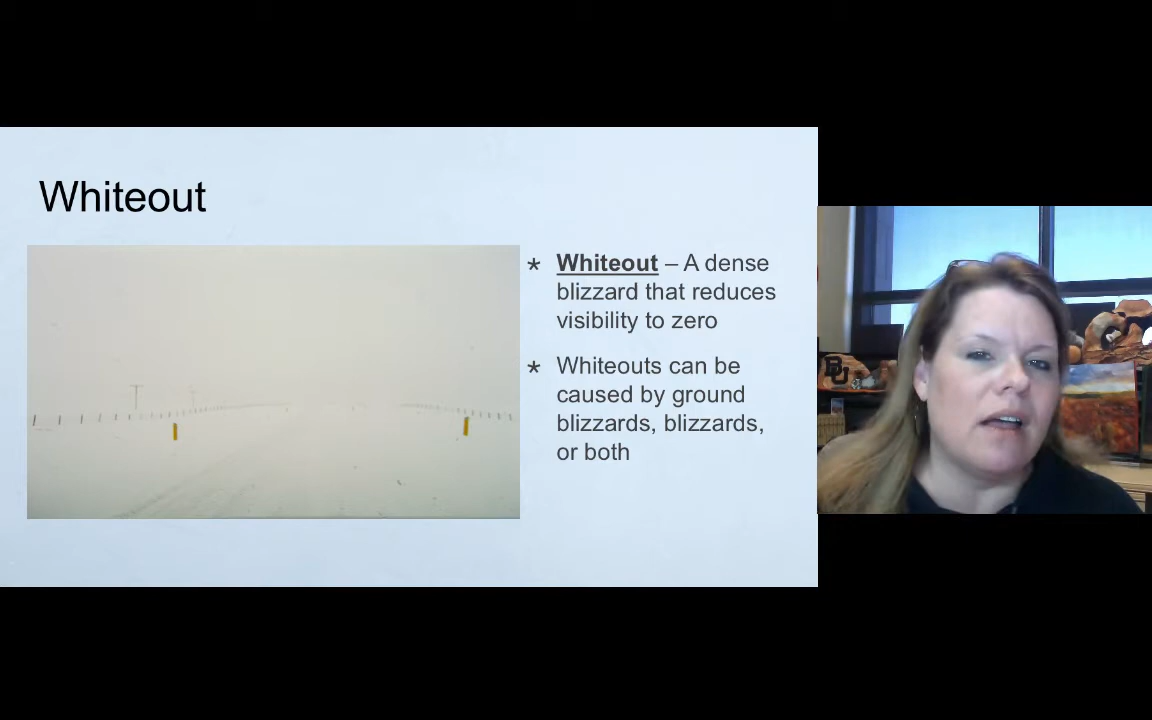 Whiteout
* Whiteout – A dense
blizzard that reduces
visibility to zero
* Whiteouts can be
caused by ground
blizzards, blizzards,
or both
BU